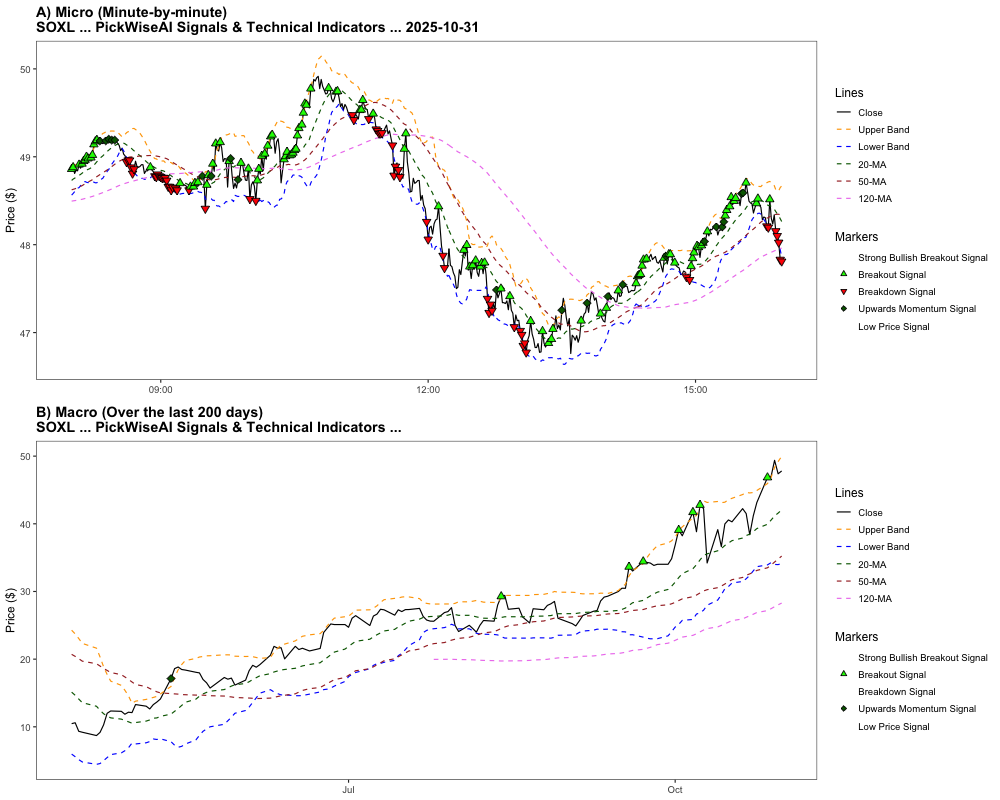 A) Micro (Minute-by-minute)
SOXL ... PickWiseAI Signals & Technical Indicators ... 2025-10-31
Price ($)
50
49
48
47
09:00
12:00
15:00
Lines
Close
Upper Band
Lower Band
20-MA
50-MA
120-MA
Markers
Strong Bullish Breakout Signal
Breakout Signal
Breakdown Signal
Upwards Momentum Signal
Low Price Signal
B) Macro (Over the last 200 days)
SOXL ... PickWiseAI Signals & Technical Indicators ...
Price ($)
50
40
30
20
10
Jul
Oct
Lines
Close
Upper Band
Lower Band
20-MA
50-MA
120-MA
Markers
Strong Bullish Breakout Signal
Breakout Signal
Breakdown Signal
Upwards Momentum Signal
Low Price Signal